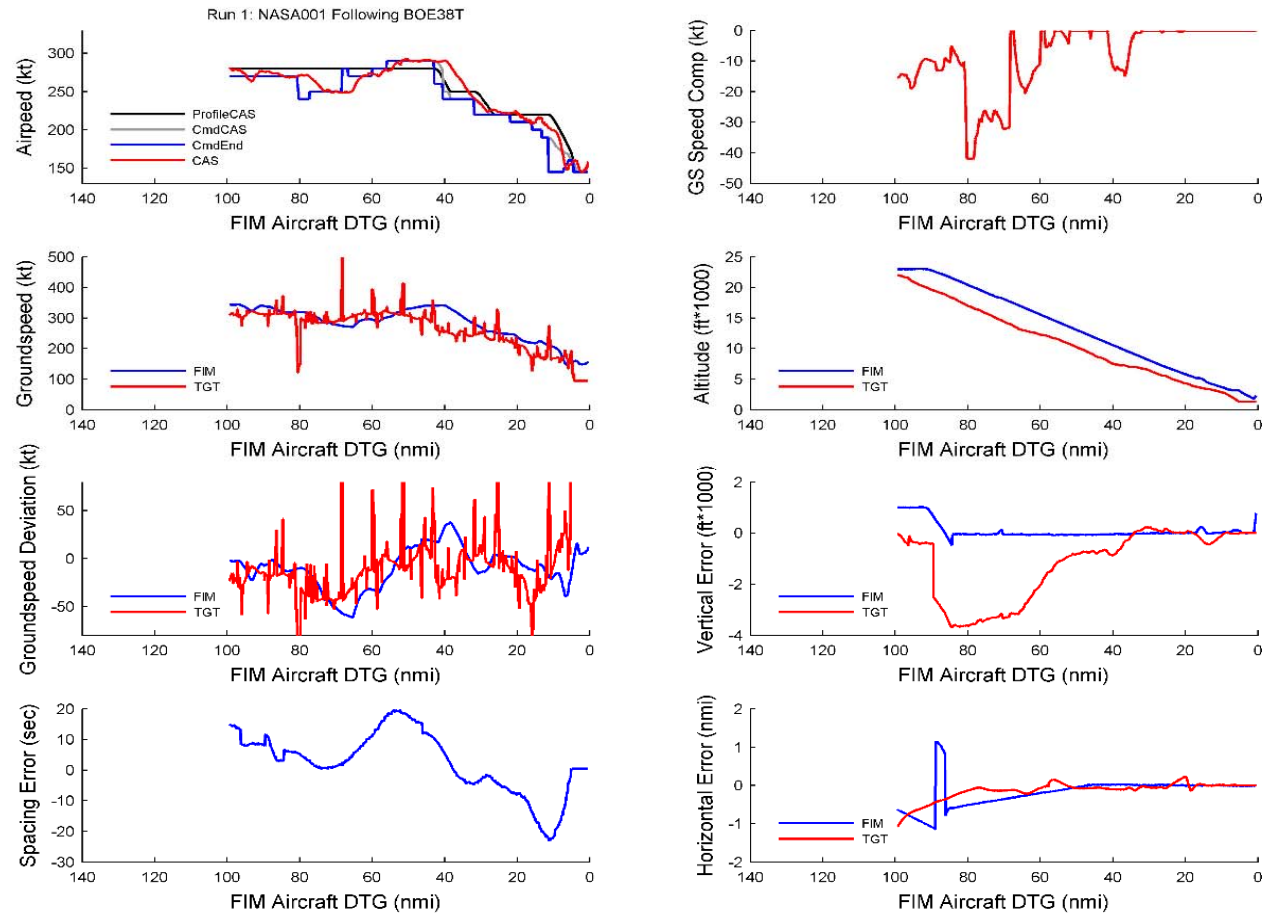 Run 1: NASA001 Following BOE38T
Airpeed (kt)
300
250
200
150
ProfileCAS
CmdCAS
CmdEnd
CAS
140 120 100 80 60 40 20 0
FIM Aircraft DTG (nmi)
GS Speed Comp (kt)
0
-10
-20
-30
-40
-50
140 120 100 80 60 40 20 0
FIM Aircraft DTG (nmi)
Groundspeed (kt)
500
400
300
200
100
0
FIM
TGT
140 120 100 80 60 40 20 0
FIM Aircraft DTG (nmi)
Altitude (ft*1000)
25
20
15
10
5
0
FIM
TGT
140 120 100 80 60 40 20 0
FIM Aircraft DTG (nmi)
Groundspeed Deviation (kt)
50
0
-50
FIM
TGT
140 120 100 80 60 40 20 0
FIM Aircraft DTG (nmi)
Vertical Error (ft*1000)
2
0
-2
-4
FIM
TGT
140 120 100 80 60 40 20 0
FIM Aircraft DTG (nmi)
Spacing Error (sec)
20
10
0
-10
-20
-30
140 120 100 80 60 40 20 0
FIM Aircraft DTG (nmi)
Horizontal Error (nmi)
2
1
0
-1
-2
FIM
TGT
140 120 100 80 60 40 20 0
FIM Aircraft DTG (nmi)